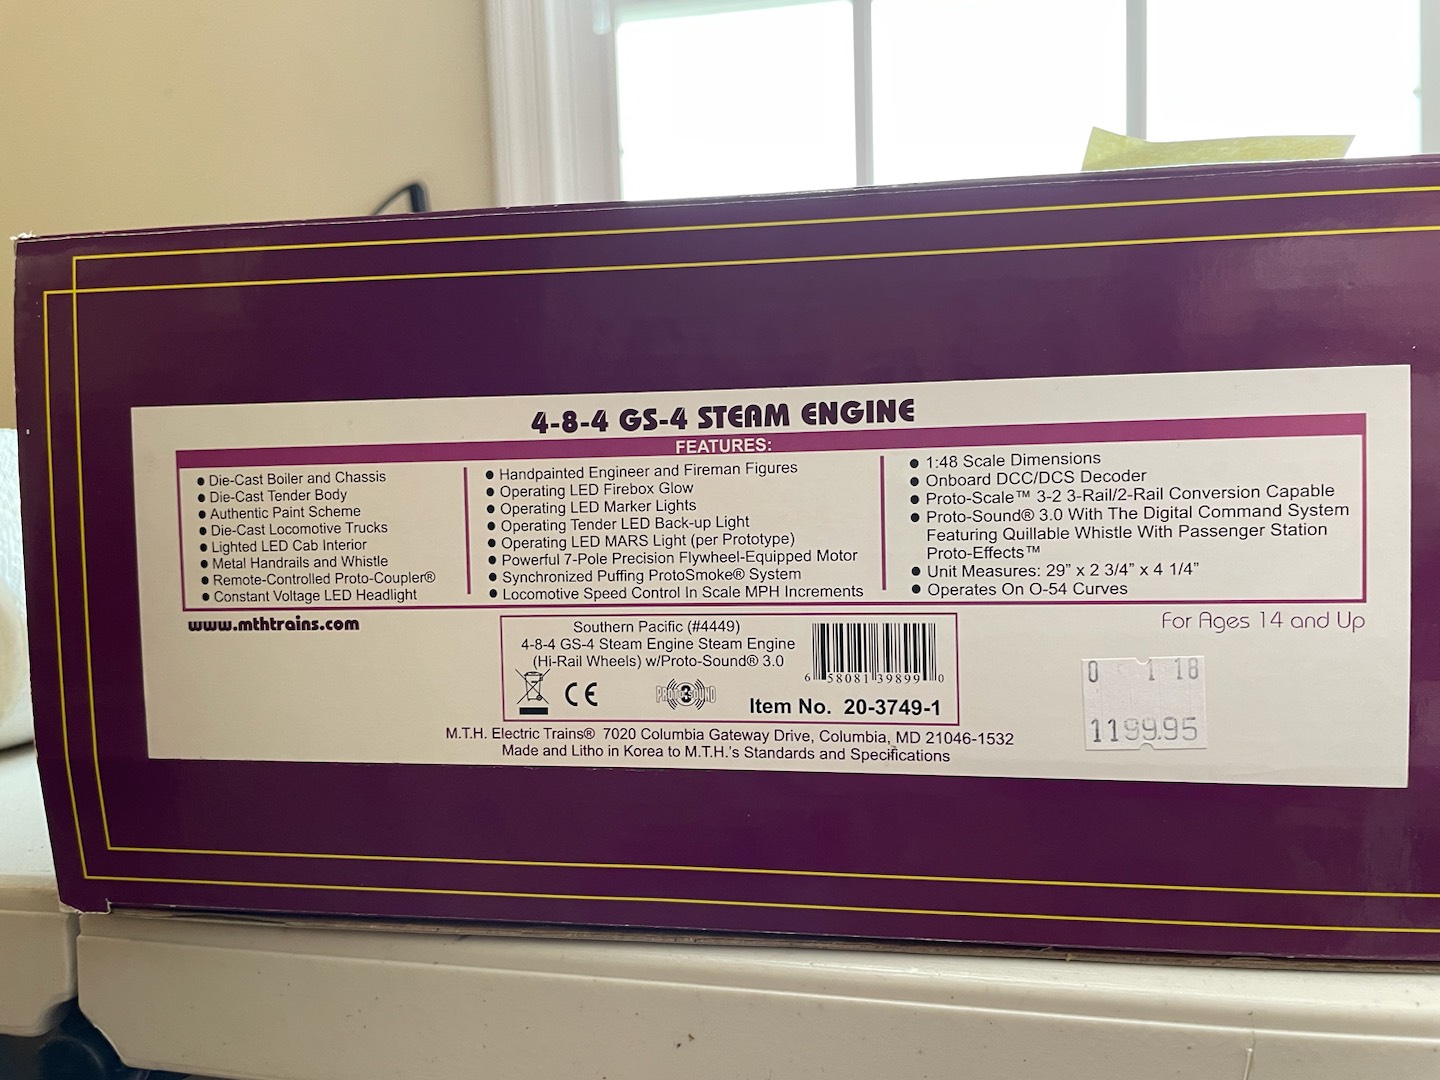 4-8-4 GS-4 STEAM ENGINE
FEATURES:
Die-Cast Boiler and Chassis
Die-Cast Tender Body
Authentic Paint Scheme
Die-Cast Locomotive Trucks
Lighted LED Cab Interior
Metal Handrails and Whistle
Remote-Controlled Proto-Coupler®
Constant Voltage LED Headlight
Handpainted Engineer and Fireman Figures
Operating LED Firebox Glow
Operating LED Marker Lights
Operating Tender LED Back-up Light
Operating LED MARS Light (per Prototype)
Powerful 7-Pole Precision Flywheel-Equipped Motor
Synchronized Puffing ProtoSmoke® System
Locomotive Speed Control In Scale MPH Increments
1:48 Scale Dimensions
Onboard DCC/DCS Decoder
Proto-Scale™ 3-2 3-Rail/2-Rail Conversion Capable
Proto-Sound® 3.0 With The Digital Command System
Featuring Quillable Whistle With Passenger Station
Proto-Effects™
Unit Measures: 29” x 2 3/4” x 4 1/4”
Operates On O-54 Curves
www.mthtrains.com
For Ages 14 and Up
Southern Pacific (#4449)
4-8-4 GS-4 Steam Engine Steam Engine
(Hi-Rail Wheels) w/Proto-Sound® 3.0
6 58081 39899 0
CE
PROTO SOUND 3
Item No. 20-3749-1
M.T.H. Electric Trains® 7020 Columbia Gateway Drive, Columbia, MD 21046-1532
Made and Litho in Korea to M.T.H.'s Standards and Specifications
0 1 18
1199.95